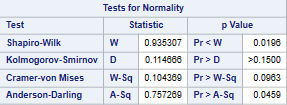 Tests for Normality
Test Statistic p Value
Shapiro-Wilk W 0.935307 Pr < W 0.0196
Kolmogorov-Smirnov D 0.114666 Pr > D >0.1500
Cramer-von Mises W-Sq 0.104369 Pr > W-Sq 0.0963
Anderson-Darling A-Sq 0.757269 Pr > A-Sq 0.0459